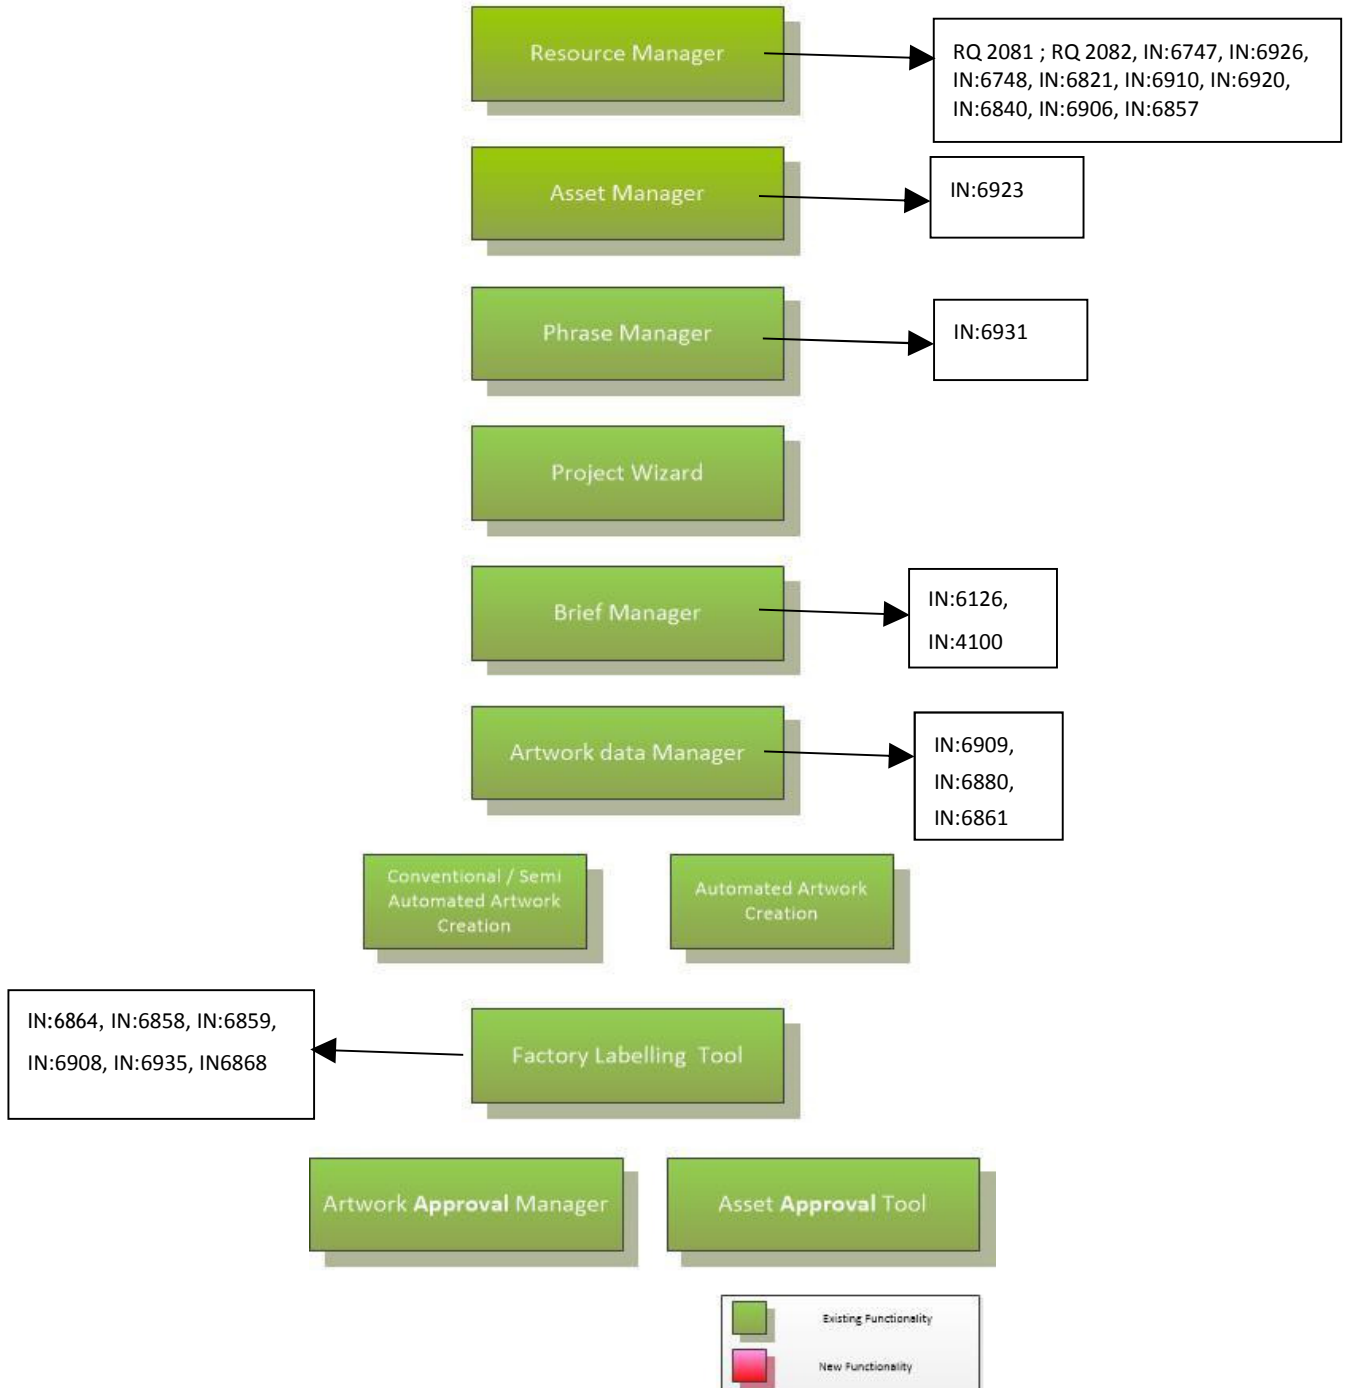 Resource Manager
RQ 2081 ; RQ 2082, IN:6747, IN:6926,
IN:6748, IN:6821, IN:6910, IN:6920,
IN:6840, IN:6906, IN:6857
Asset Manager
IN:6923
Phrase Manager
IN:6931
Project Wizard
Brief Manager
IN:6126,
IN:4100
Artwork data Manager
IN:6909,
IN:6880,
IN:6861
Conventional / Semi
Automated Artwork
Creation
Automated Artwork
Creation
IN:6864, IN:6858, IN:6859,
IN:6908, IN:6935, IN6868
Factory Labelling Tool
Artwork Approval Manager
Asset Approval Tool
Existing Functionality
New Functionality